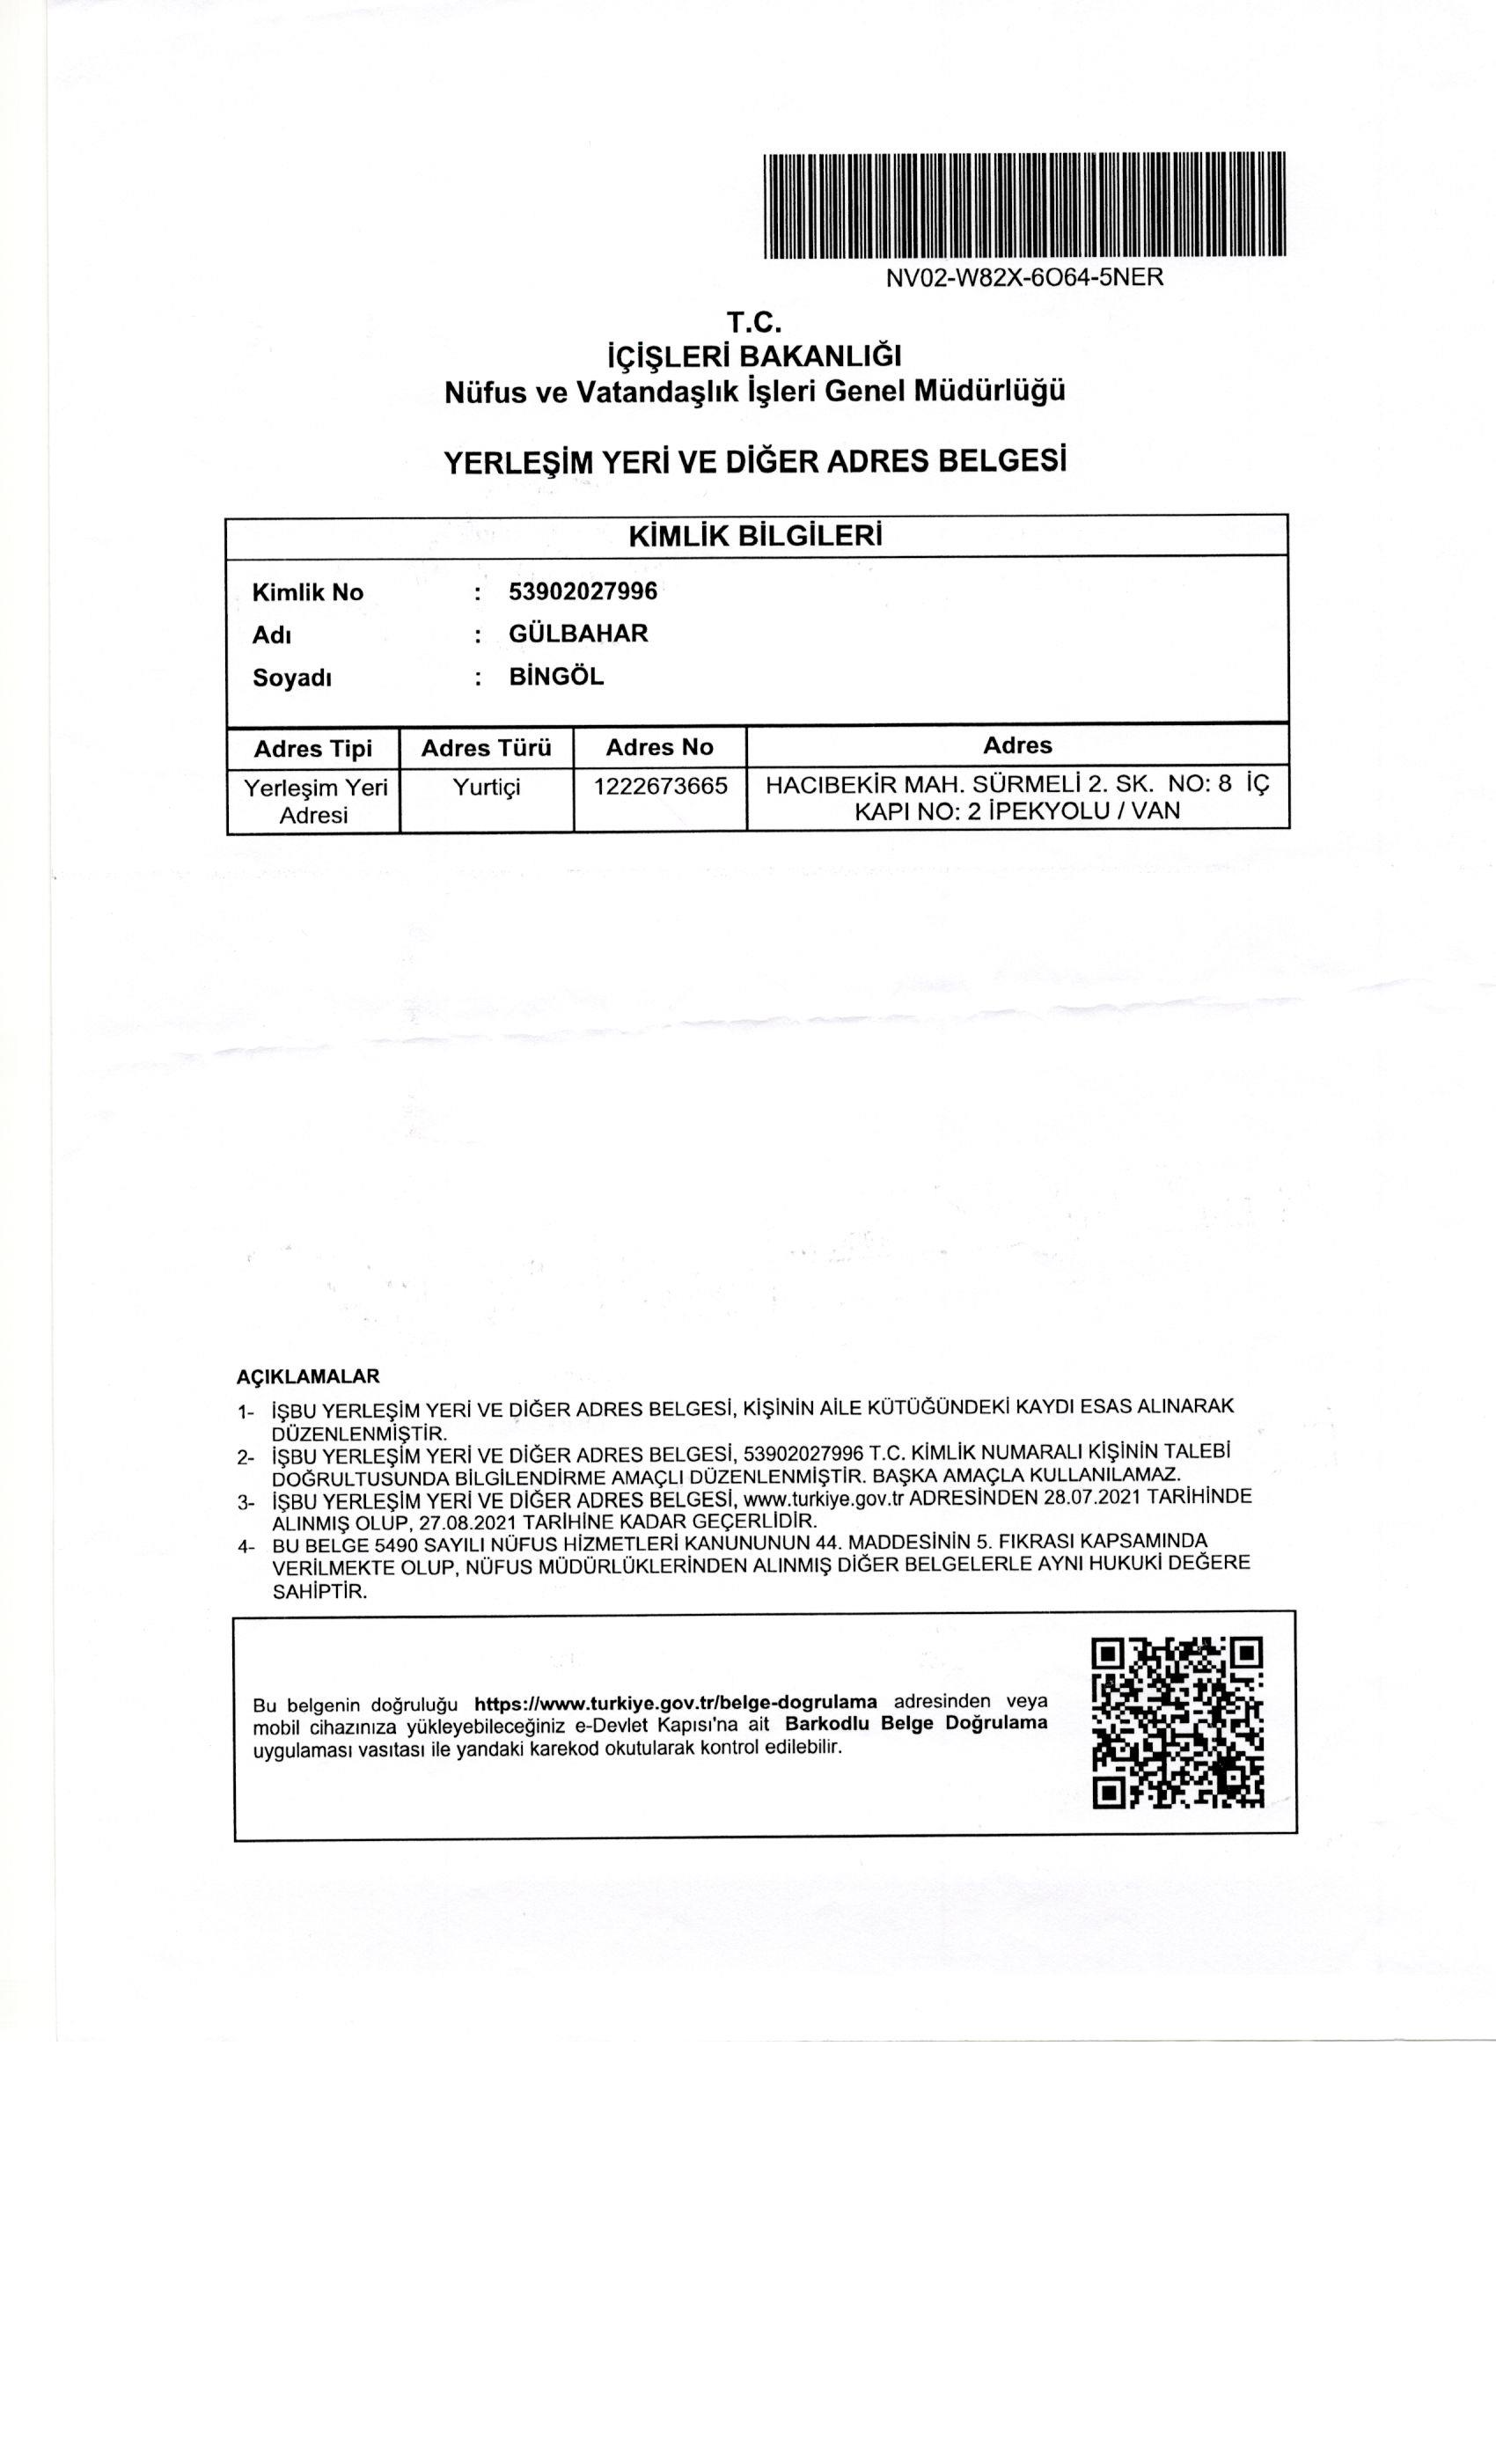 NV02-W82X-6O64-5NER
T.C.
İÇİŞLERİ BAKANLIĞI
Nüfus ve Vatandaşlık İşleri Genel Müdürlüğü
YERLEŞİM YERİ VE DİĞER ADRES BELGESİ
KİMLİK BİLGİLERİ
Kimlik No : 53902027996
Adı : GÜLBAHAR
Soyadı : BİNGÖL
Adres Tipi Adres Türü Adres No Adres
Yerleşim Yeri Yurtiçi 1222673665 HACIBEKİR MAH. SÜRMELİ 2. SK. NO: 8 İÇ
Adresi KAPI NO: 2 İPEKYOLU / VAN
AÇIKLAMALAR
1- İŞBU YERLEŞİM YERİ VE DİĞER ADRES BELGESİ, KİŞİNİN AİLE KÜTÜĞÜNDEKİ KAYDI ESAS ALINARAK
DÜZENLENMİŞTİR.
2- İŞBU YERLEŞİM YERİ VE DİĞER ADRES BELGESİ, 53902027996 T.C. KİMLİK NUMARALI KİŞİNİN TALEBİ
DOĞRULTUSUNDA BİLGİLENDİRME AMAÇLI DÜZENLENMİŞTİR. BAŞKA AMAÇLA KULLANILAMAZ.
3- İŞBU YERLEŞİM YERİ VE DİĞER ADRES BELGESİ, www.turkiye.gov.tr ADRESİNDEN 28.07.2021 TARİHİNDE
ALINMIŞ OLUP, 27.08.2021 TARİHİNE KADAR GEÇERLİDİR.
4- BU BELGE 5490 SAYILI NÜFUS HİZMETLERİ KANUNUNUN 44. MADDESİNİN 5. FIKRASI KAPSAMINDA
VERİLMEKTE OLUP, NÜFUS MÜDÜRLÜKLERİNDEN ALINMIŞ DİĞER BELGELERLE AYNI HUKUKİ DEĞERE
SAHİPTİR.
Bu belgenin doğruluğu https://www.turkiye.gov.tr/belge-dogrulama adresinden veya
mobil cihazınıza yükleyebileceğiniz e-Devlet Kapısı'na ait Barkodlu Belge Doğrulama
uygulaması vasıtası ile yandaki karekod okutularak kontrol edilebilir.